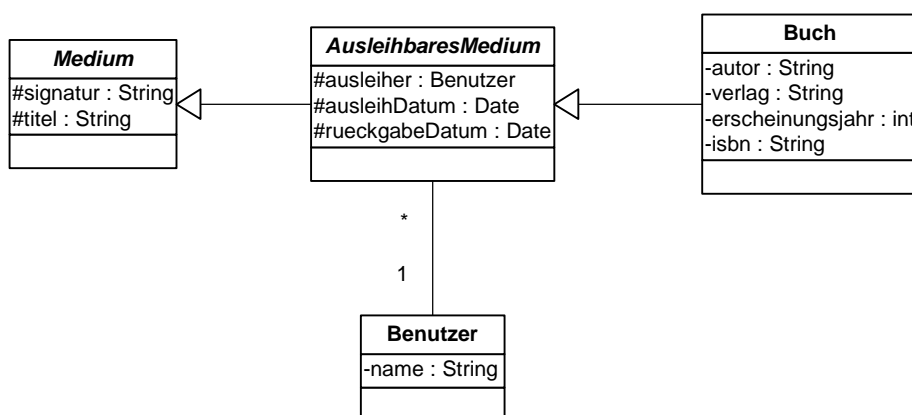 Medium
#signatur : String
#titel : String
AusleihbaresMedium
#ausleiher : Benutzer
#ausleihDatum : Date
#rueckgabeDatum : Date
Buch
-autor : String
-verlag : String
-erscheinungsjahr : int
-isbn : String
*
1
Benutzer
-name : String